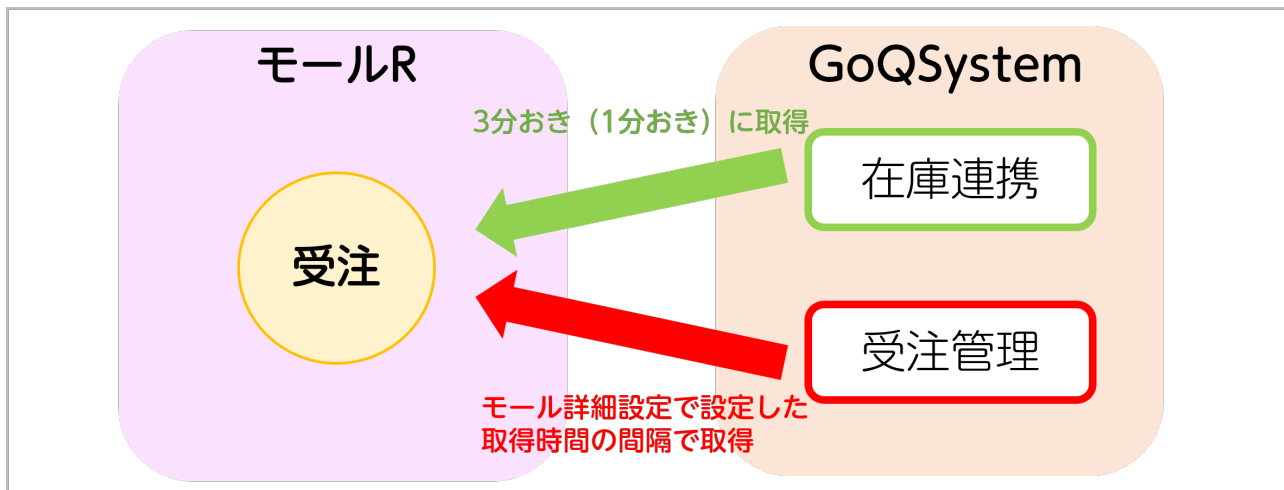 モールR
GoQSystem
3分おき（1分おき）に取得
在庫連携
受注
受注管理
モール詳細設定で設定した
取得時間の間隔で取得